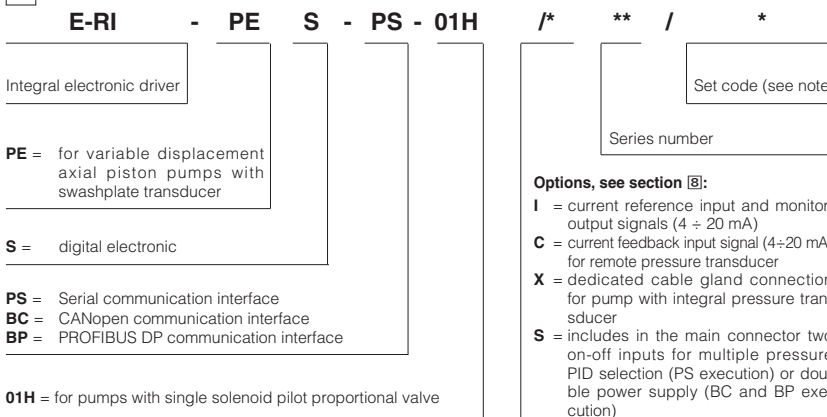 E-RI - PE S - PS - 01H /* ** / *
Integral electronic driver
PE = for variable displacement
axial piston pumps with
swashplate transducer
S = digital electronic
PS = Serial communication interface
BC = CANopen communication interface
BP = PROFIBUS DP communication interface
01H = for pumps with single solenoid pilot proportional valve
Set code (see note
Series number
Options, see section 8:
I = current reference input and monitor
output signals (4 ÷ 20 mA)
C = current feedback input signal (4÷20 mA
for remote pressure transducer
X = dedicated cable gland connection
for pump with integral pressure tran
sducer
S = includes in the main connector two
on-off inputs for multiple pressure
PID selection (PS execution) or dou
ble power supply (BC and BP exe
cution)